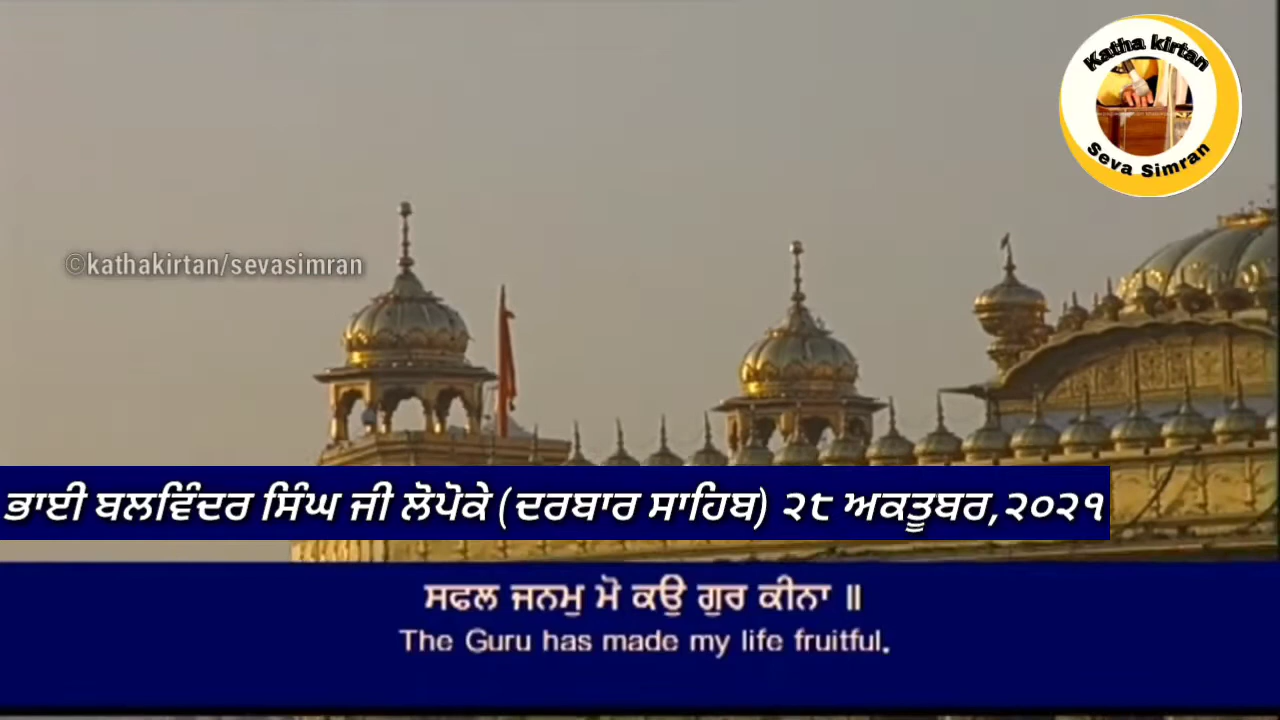 Katha kirtan
Seva Simran
©kathakirtan/sevasimran
ਭਾਈ ਬਲਵਿੰਦਰ ਸਿੰਘ ਜੀ ਲੋਪੋਕੇ (ਦਰਬਾਰ ਸਾਹਿਬ) ੨੮ ਅਕਤੂਬਰ,੨੦੨੧
ਸਫਲ ਜਨਮੁ ਮੋ ਕਉ ਗੁਰ ਕੀਨਾ ॥
The Guru has made my life fruitful.